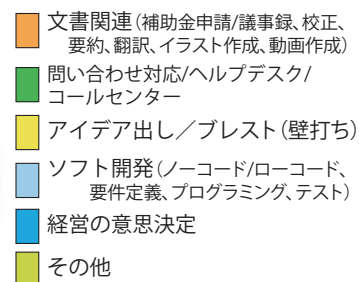 文書関連(補助金申請/議事録、校正、
要約、翻訳、イラスト作成、動画作成)
問い合わせ対応/ヘルプデスク/
コールセンター
アイデア出し／ブレスト(壁打ち)
ソフト開発(ノーコード/ローコード、
要件定義、プログラミング、テスト)
経営の意思決定
その他